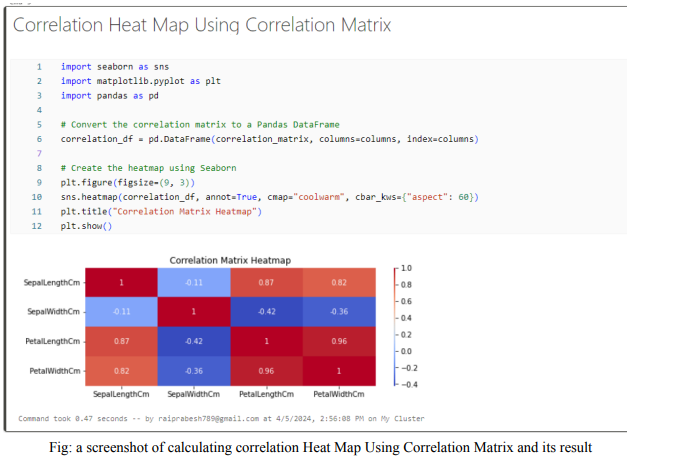 Correlation Heat Map Using Correlation Matrix
1 import seaborn as sns
2 import matplotlib.pyplot as plt
3 import pandas as pd
4
5 # Convert the correlation matrix to a Pandas DataFrame
6 correlation_df = pd.DataFrame(correlation_matrix, columns=columns, index=columns)
7
8 # Create the heatmap using Seaborn
9 plt.figure(figsize=(9, 3))
10 sns.heatmap(correlation_df, annot=True, cmap="coolwarm", cbar_kws={"aspect": 60})
11 plt.title("Correlation Matrix Heatmap")
12 plt.show()
Correlation Matrix Heatmap
SepalLengthCm 1 -0.11 0.87 0.82
SepalWidthCm -0.11 1 -0.42 -0.36
PetalLengthCm 0.87 -0.42 1 0.96
PetalWidthCm 0.82 -0.36 0.96 1
SepalLengthCm SepalWidthCm PetalLengthCm PetalWidthCm
1.0
0.8
0.6
0.4
0.2
0.0
-0.2
-0.4
Command took 0.47 seconds -- by raiprabesh789@gmail.com at 4/5/2024, 2:56:08 PM on My Cluster
Fig: a screenshot of calculating correlation Heat Map Using Correlation Matrix and its result